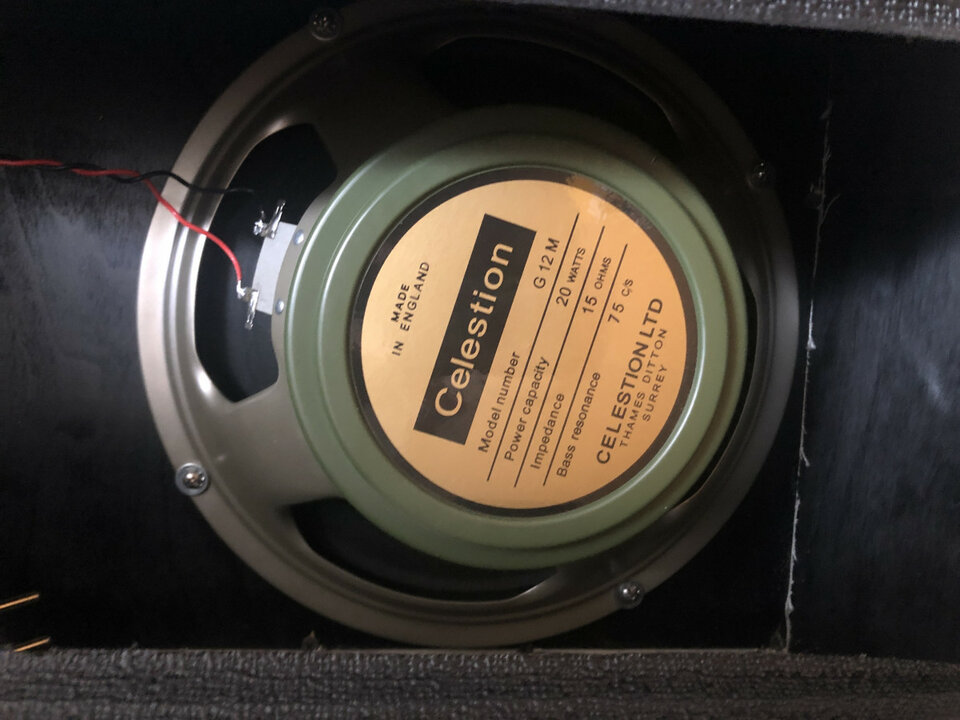 MADE
IN ENGLAND
Celestion
Model number G 12 M
Power capacity 20 WATTS
Impedance 15 OHMS
Bass resonance 75 C/S
CELESTION LTD
THAMES DITTON
SURREY